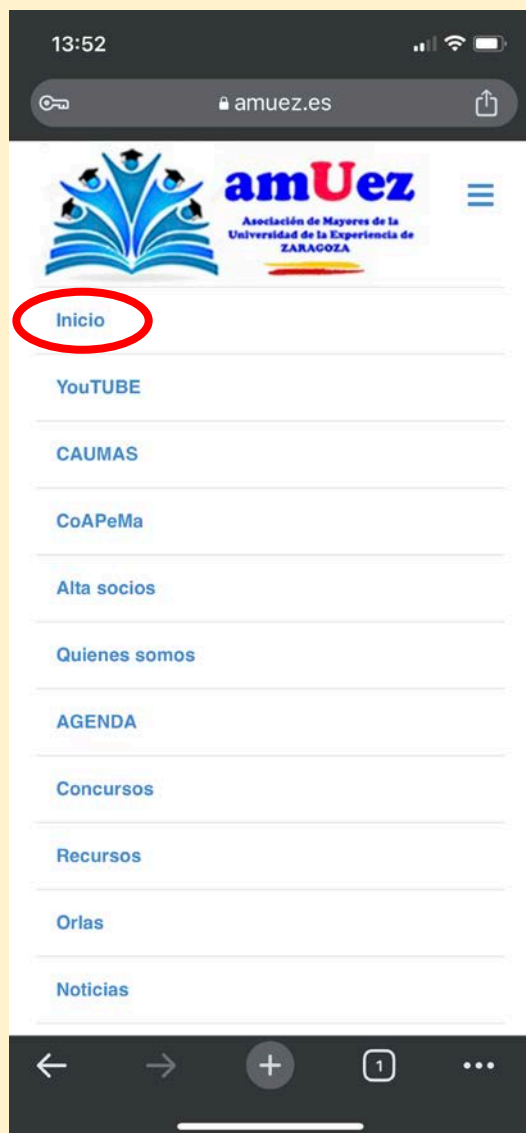 13:52
amuez.es
amUez
Asociación de Mayores de la
Universidad de la Experiencia de
ZARAGOZA
Inicio
YouTUBE
CAUMAS
CoAPeMa
Alta socios
Quienes somos
AGENDA
Concursos
Recursos
Orlas
Noticias
1